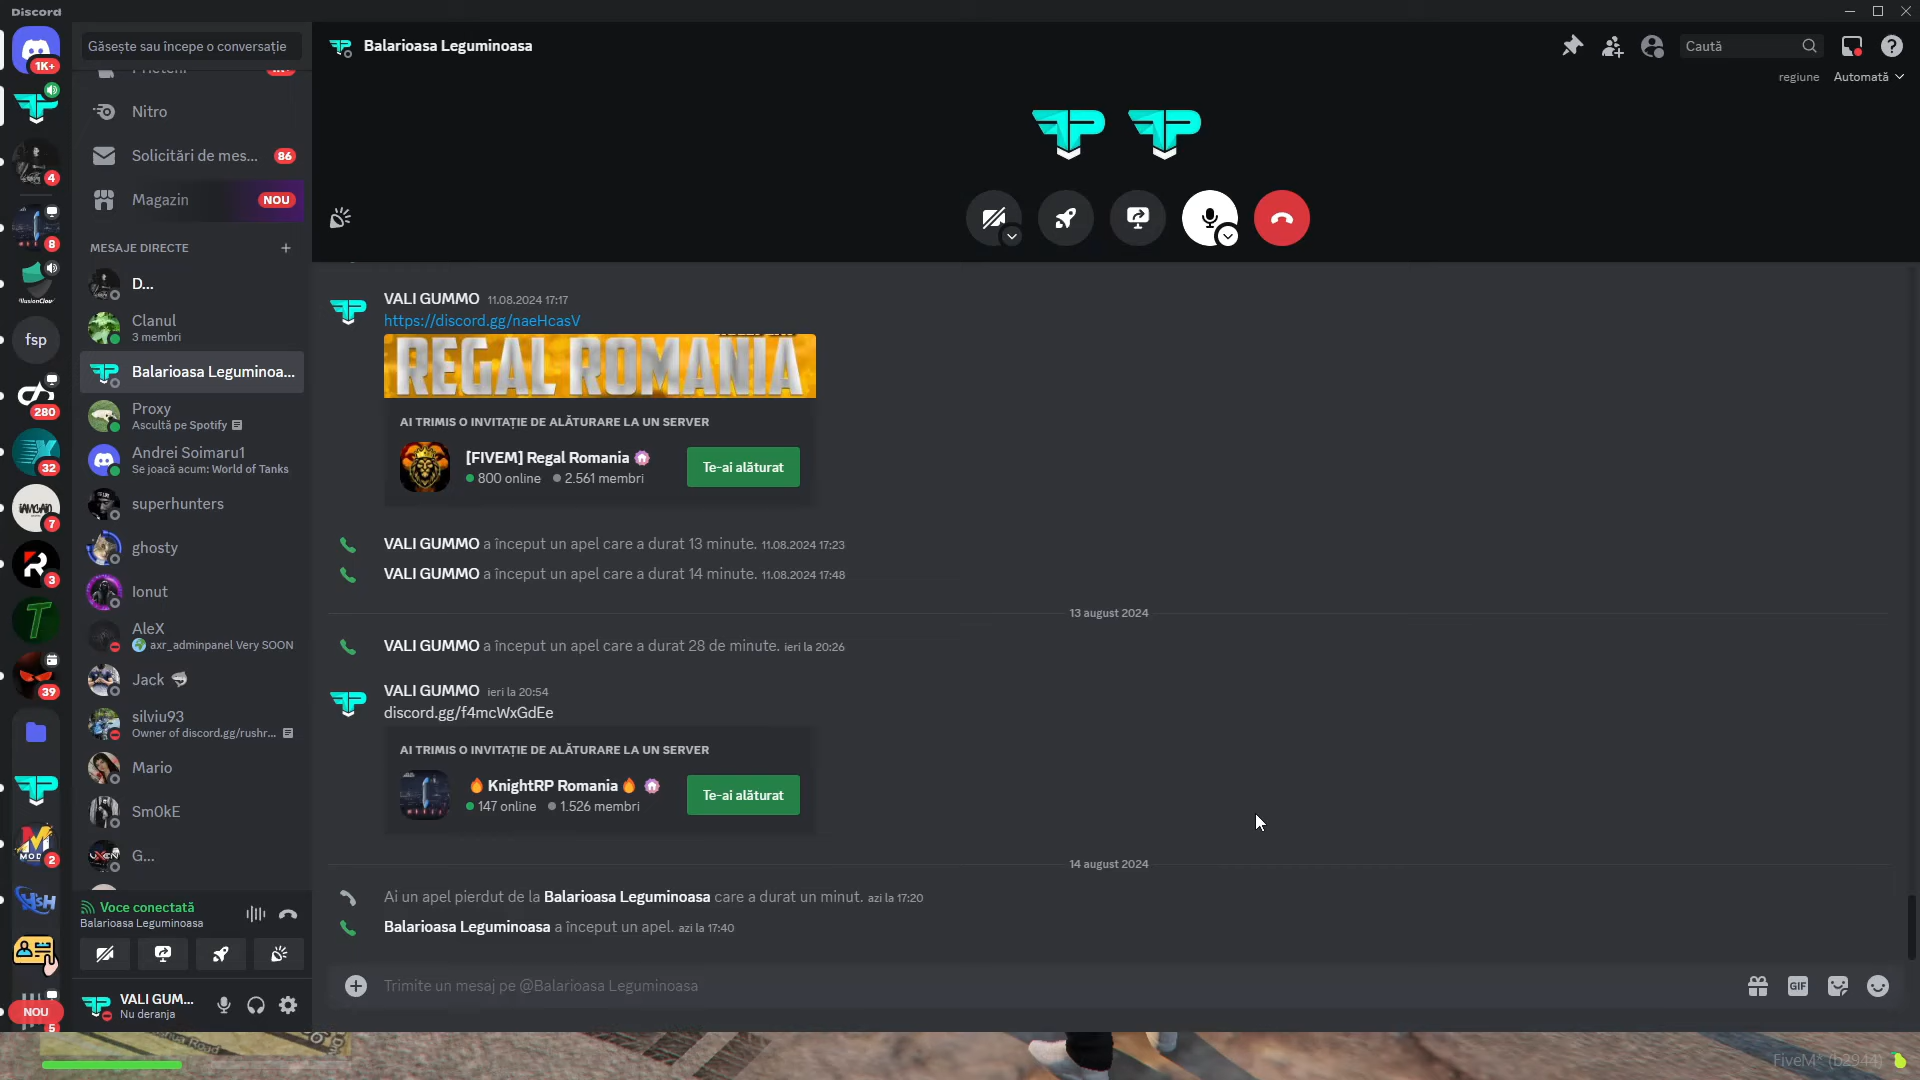 Discord
Găsește sau începe o conversație
Prieteni
1K+
Nitro
Solicitări de mes...
86
Magazin
NOU
MESAJE DIRECTE
D...
Clanul
3 membri
Balarioasa Leguminoa...
Proxy
Ascultă pe Spotify
Andrei Soimaru1
Se joacă acum: World of Tanks
superhunters
ghosty
Ionut
AleX
axr_adminpanel Very SOON
Jack
silviu93
Owner of discord.gg/rushr...
Mario
Sm0kE
G...
Voce conectată
Balarioasa Leguminoasa
VALI GUM...
Nu deranja
1K+
4
8
fsp
280
32
7
3
39
MOD
2
HSH
NOU
5
Balarioasa Leguminoasa
Caută
regiune Automată
VALI GUMMO 11.08.2024 17:17
https://discord.gg/naeHcasV
REGAL ROMANIA
AI TRIMIS O INVITAȚIE DE ALĂTURARE LA UN SERVER
[FIVEM] Regal Romania
800 online 2.561 membri
Te-ai alăturat
VALI GUMMO a început un apel care a durat 13 minute. 11.08.2024 17:23
VALI GUMMO a început un apel care a durat 14 minute. 11.08.2024 17:48
13 august 2024
VALI GUMMO a început un apel care a durat 28 de minute. ieri la 20:26
VALI GUMMO ieri la 20:54
discord.gg/f4mcWxGdEe
AI TRIMIS O INVITAȚIE DE ALĂTURARE LA UN SERVER
KnightRP Romania
147 online 1.526 membri
Te-ai alăturat
14 august 2024
Ai un apel pierdut de la Balarioasa Leguminoasa care a durat un minut. azi la 17:20
Balarioasa Leguminoasa a început un apel. azi la 17:40
Trimite un mesaj pe @Balarioasa Leguminoasa
GIF
FiveM* (b2944)